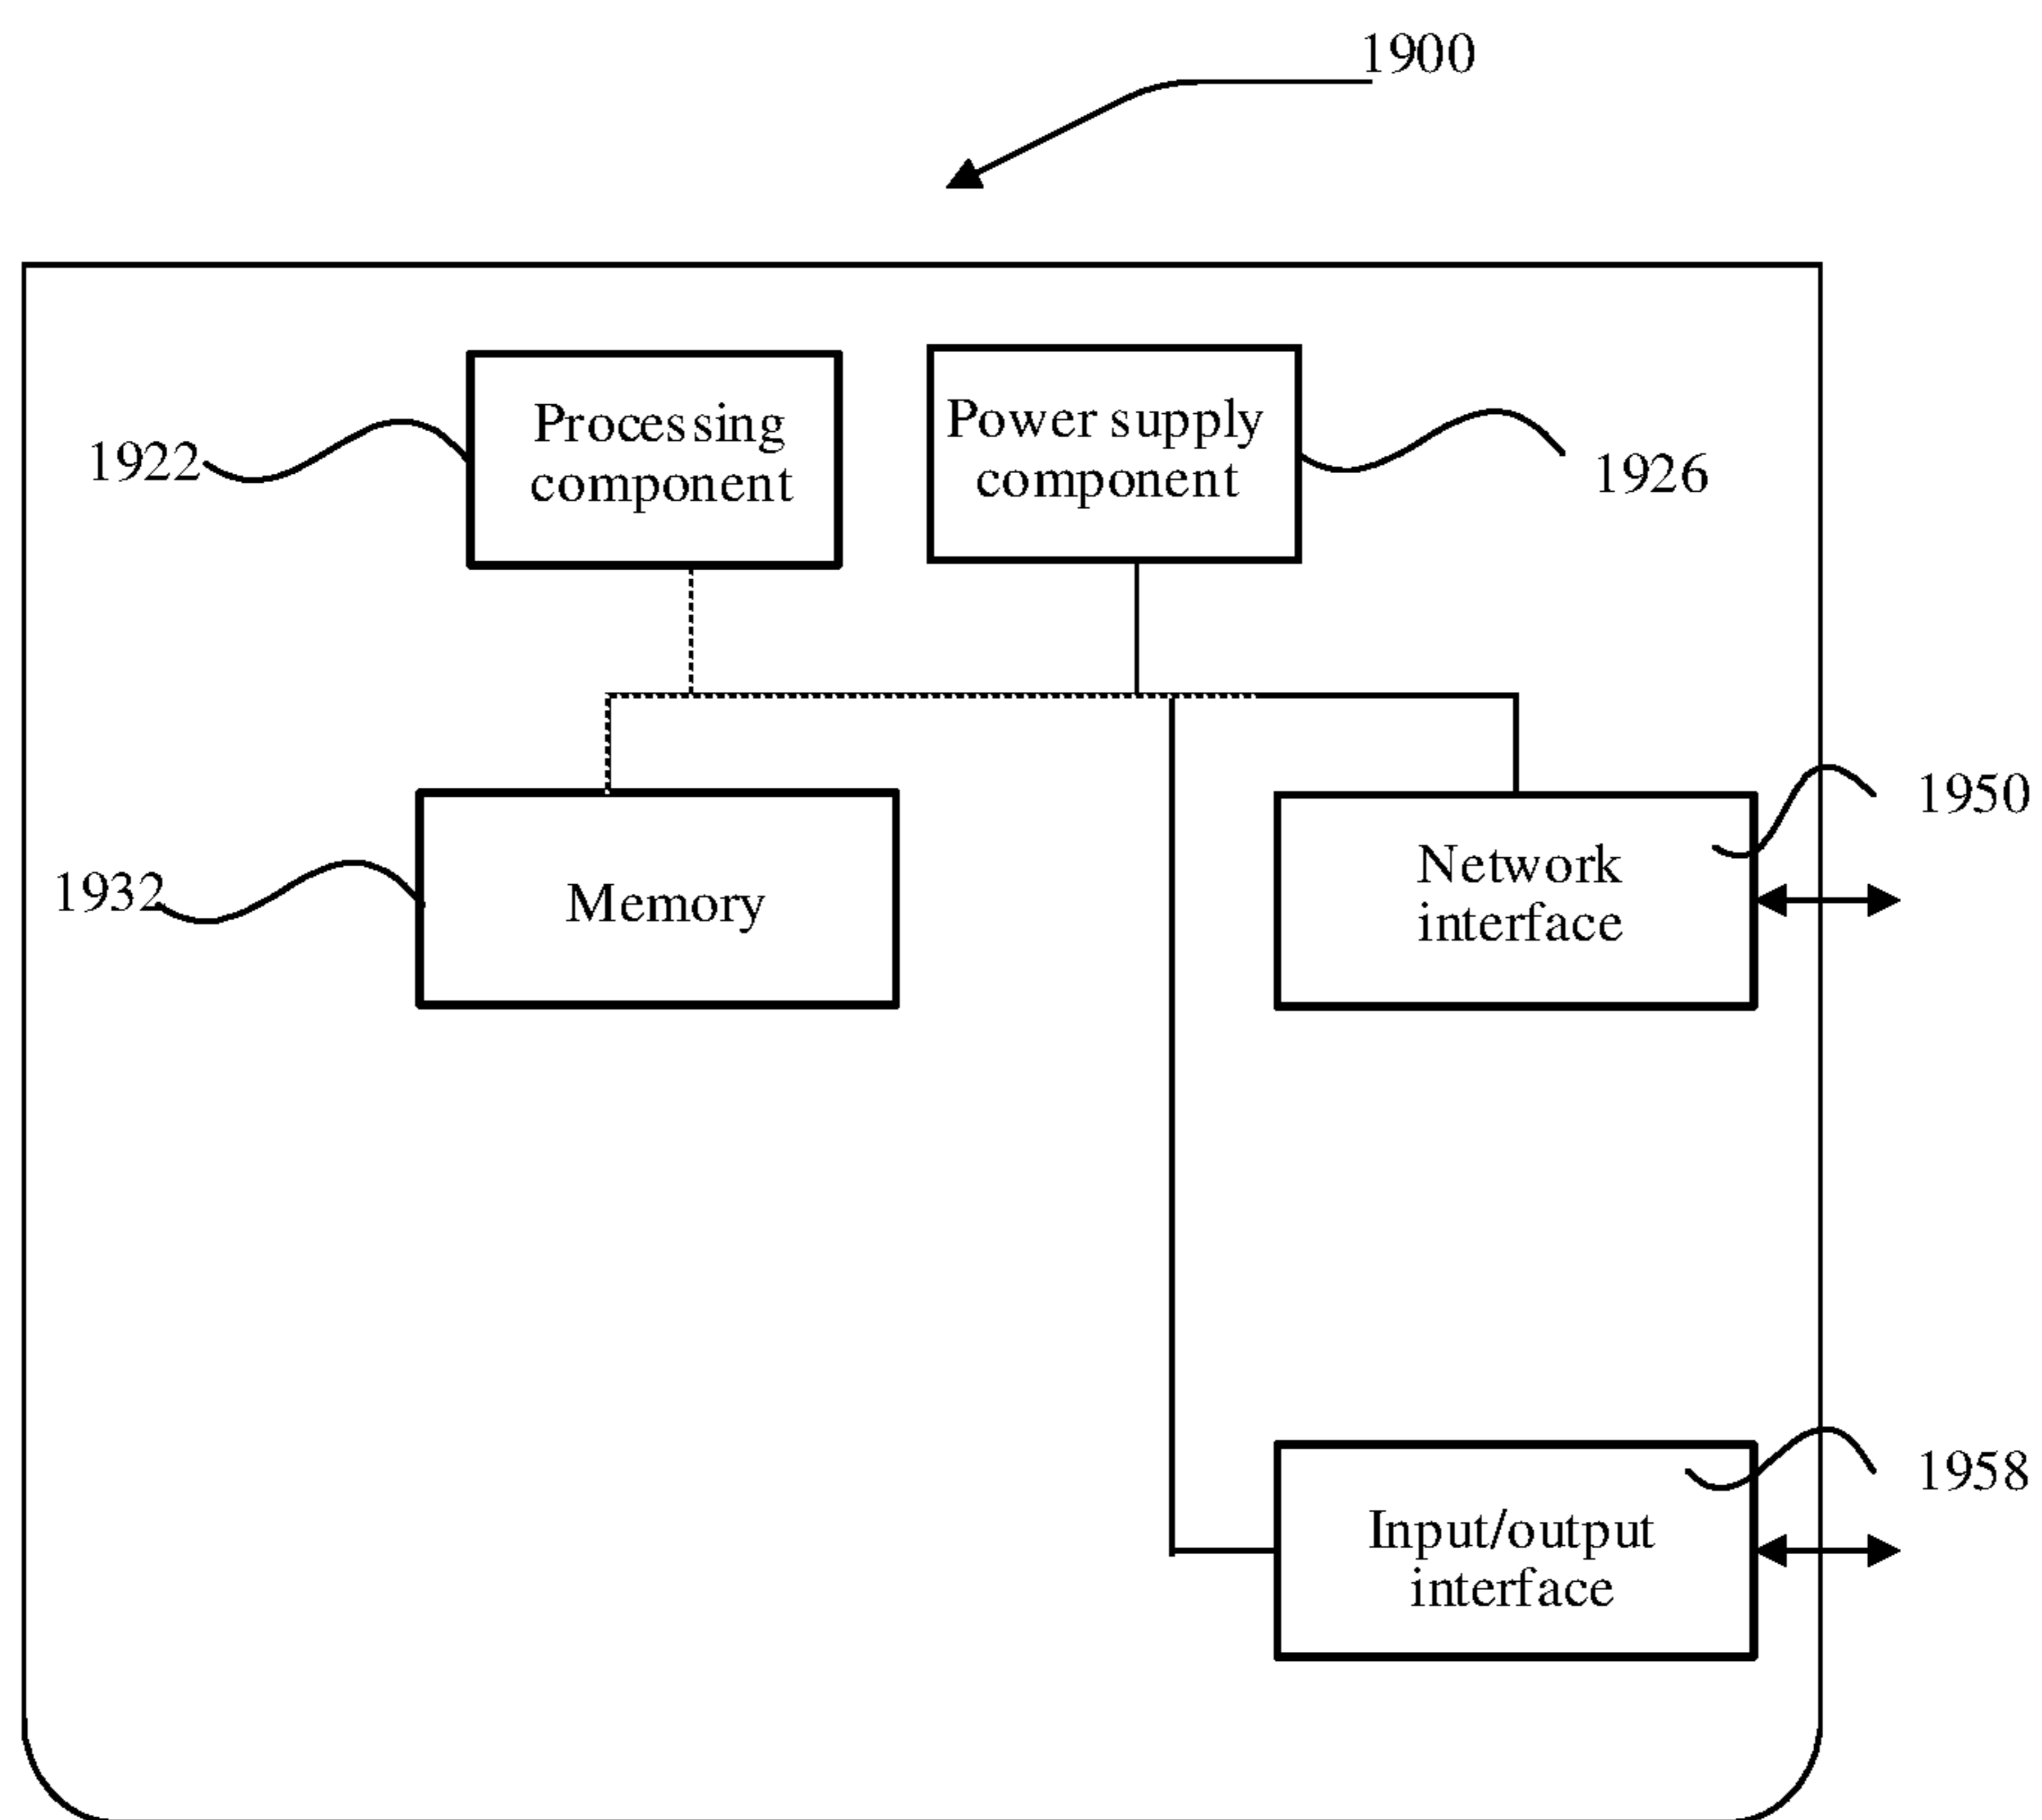 1900
Processing
component
Power supply
component
1922
1926
1950
Network
interface
1932
Memory
1958
Input/output
interface